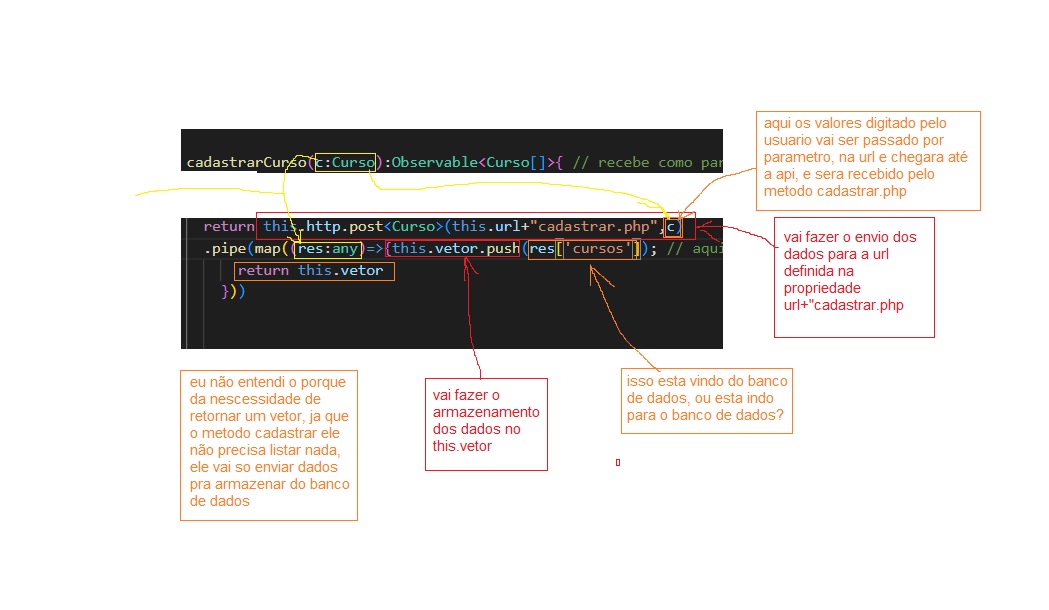 aqui os valores digitado pelo
usuario vai ser passado por
parametro, na url e chegara até
a api, e sera recebido pelo
metodo cadastrar.php
cadastrarCurso(c:Curso):Observable<Curso[]>{ // recebe como par
return this.http.post<Curso>(this.url+"cadastrar.php",c)
.pipe(map((res:any)=>{this.vetor.push(res['cursos']); // aqui
return this.vetor
}))
vai fazer o envio dos
dados para a url
definida na
propriedade
url+"cadastrar.php
eu não entendi o porque
da nescessidade de
retornar um vetor, ja que
o metodo cadastrar ele
não precisa listar nada,
ele vai so enviar dados
pra armazenar do banco
de dados
vai fazer o
armazenamento
dos dados no
this.vetor
isso esta vindo do banco
de dados, ou esta indo
para o banco de dados?